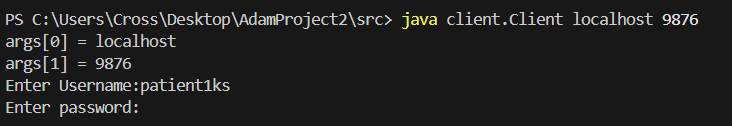 PS C:\Users\Cross\Desktop\AdamProject2\src> java client.Client localhost 9876
args[0] = localhost
args[1] = 9876
Enter Username:patient1ks
Enter password: